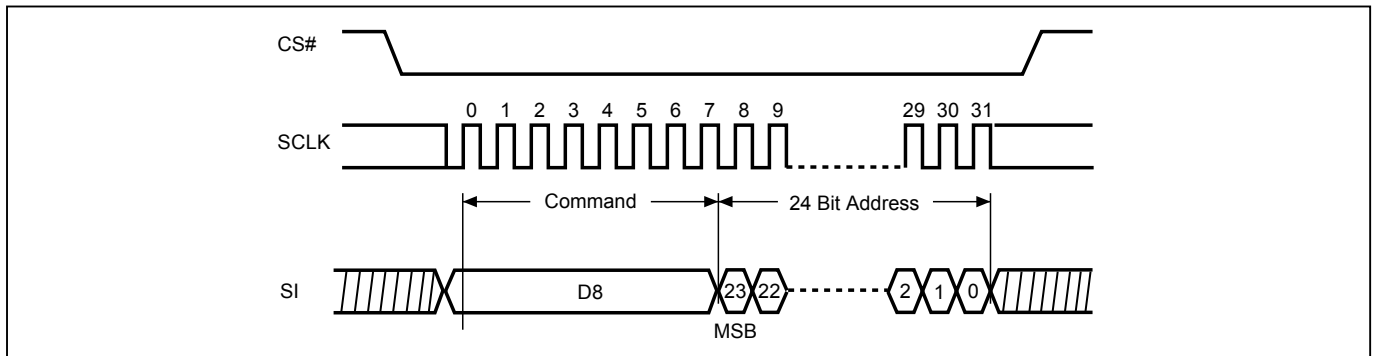 CS#
0 1 2 3 4 5 6 7 8 9 29 30 31
SCLK
Command 24 Bit Address
SI D8 23 22 2 1 0
MSB